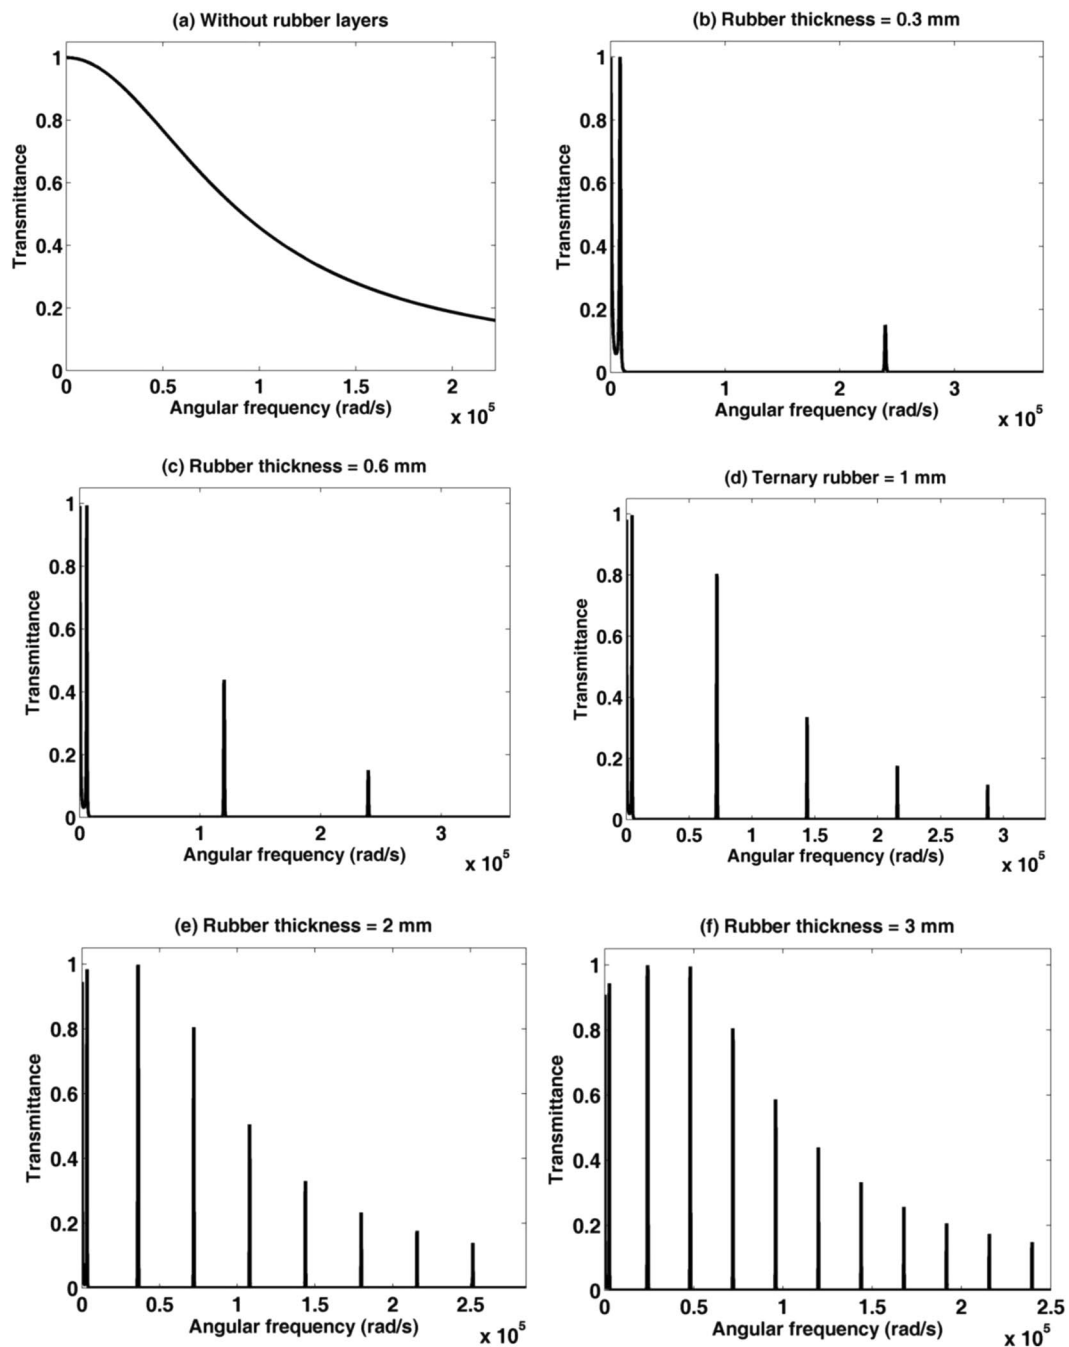 (a) Without rubber layers
1
0.8
0.6
0.4
0.2
0
Transmittance
0 0.5 1 1.5 2
Angular frequency (rad/s)
x 10^5
(b) Rubber thickness = 0.3 mm
1
0.8
0.6
0.4
0.2
0
Transmittance
0 1 2 3
Angular frequency (rad/s)
x 10^5
(c) Rubber thickness = 0.6 mm
1
0.8
0.6
0.4
0.2
0
Transmittance
0 1 2 3
Angular frequency (rad/s)
x 10^5
(d) Ternary rubber = 1 mm
1
0.8
0.6
0.4
0.2
0
Transmittance
0 0.5 1 1.5 2 2.5 3
Angular frequency (rad/s)
x 10^5
(e) Rubber thickness = 2 mm
1
0.8
0.6
0.4
0.2
0
Transmittance
0 0.5 1 1.5 2 2.5
Angular frequency (rad/s)
x 10^5
(f) Rubber thickness = 3 mm
1
0.8
0.6
0.4
0.2
0
Transmittance
0 0.5 1 1.5 2 2.5
Angular frequency (rad/s)
x 10^5